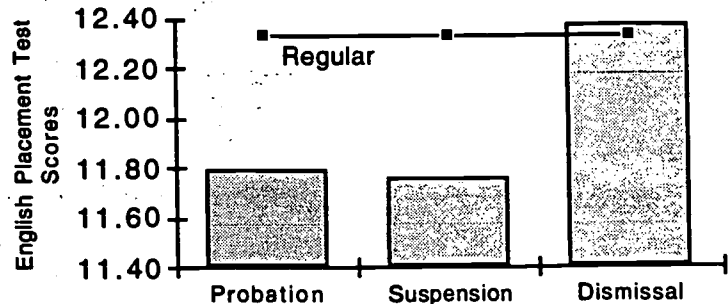 English Placement Test
Scores
12.40
12.20
12.00
11.80
11.60
11.40
Regular
Probation Suspension Dismissal